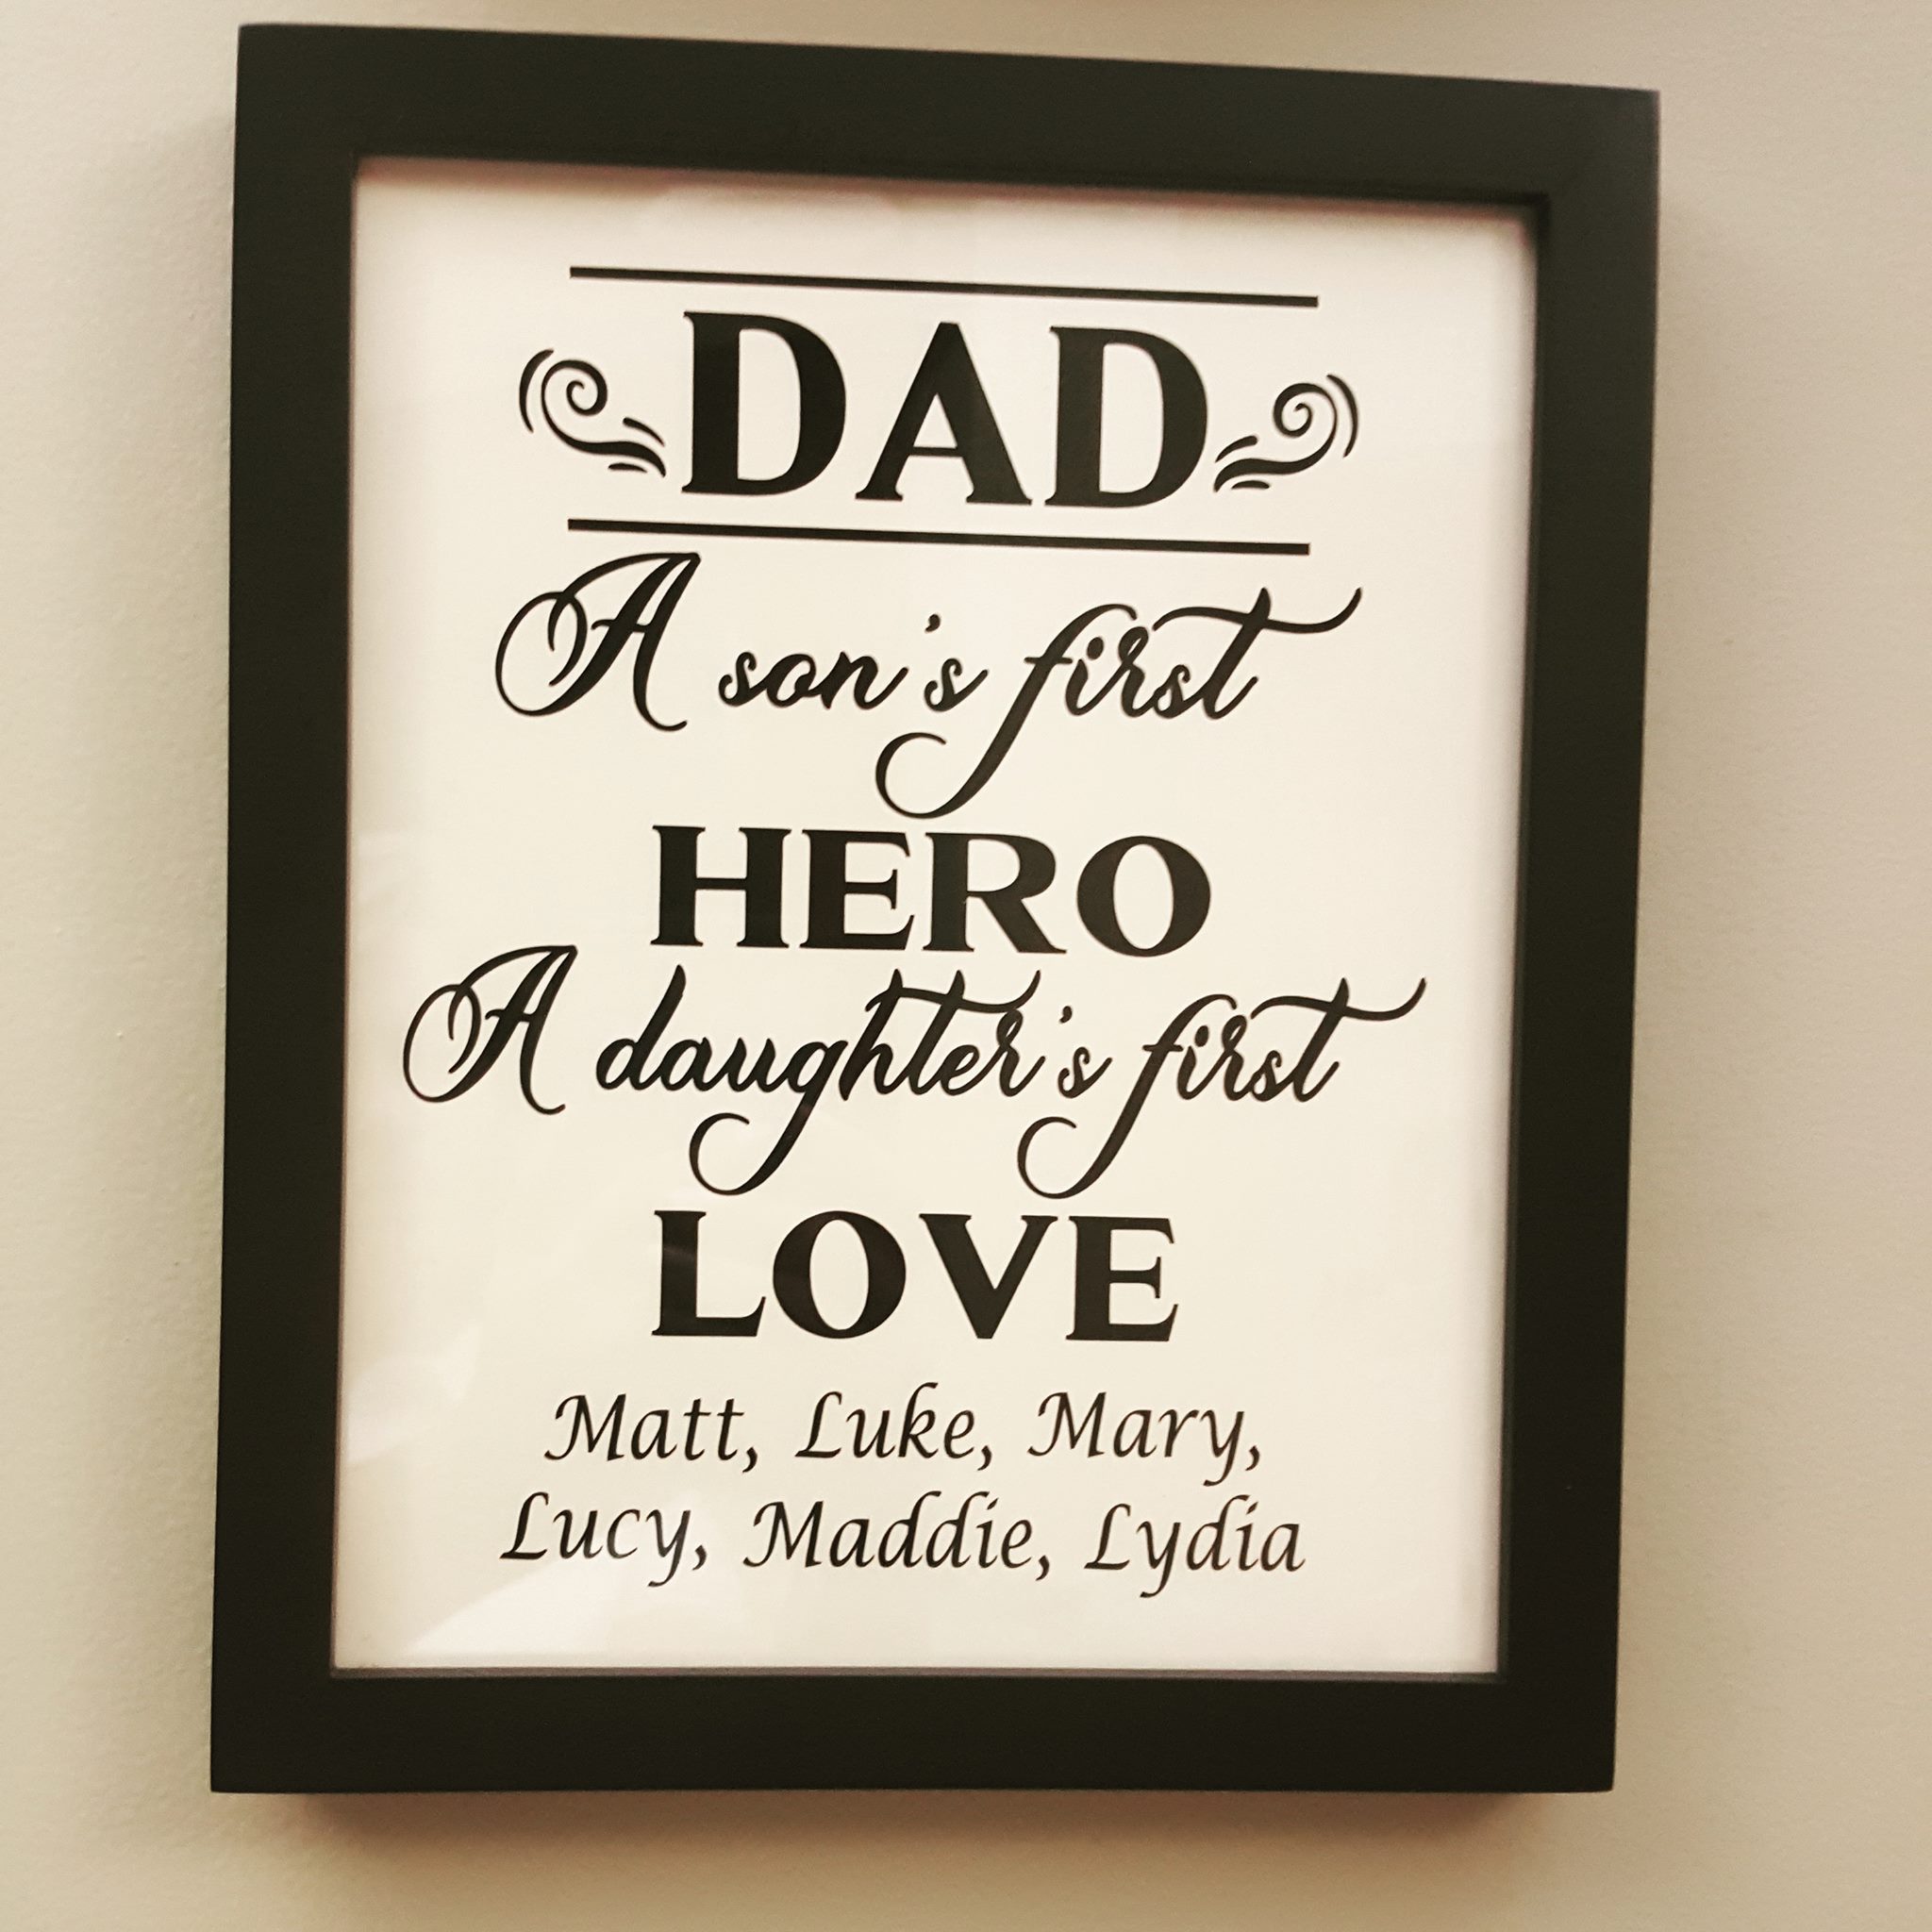 DAD
A son's first
HERO
A daughter's first
LOVE
Matt, Luke, Mary,
Lucy, Maddie, Lydia